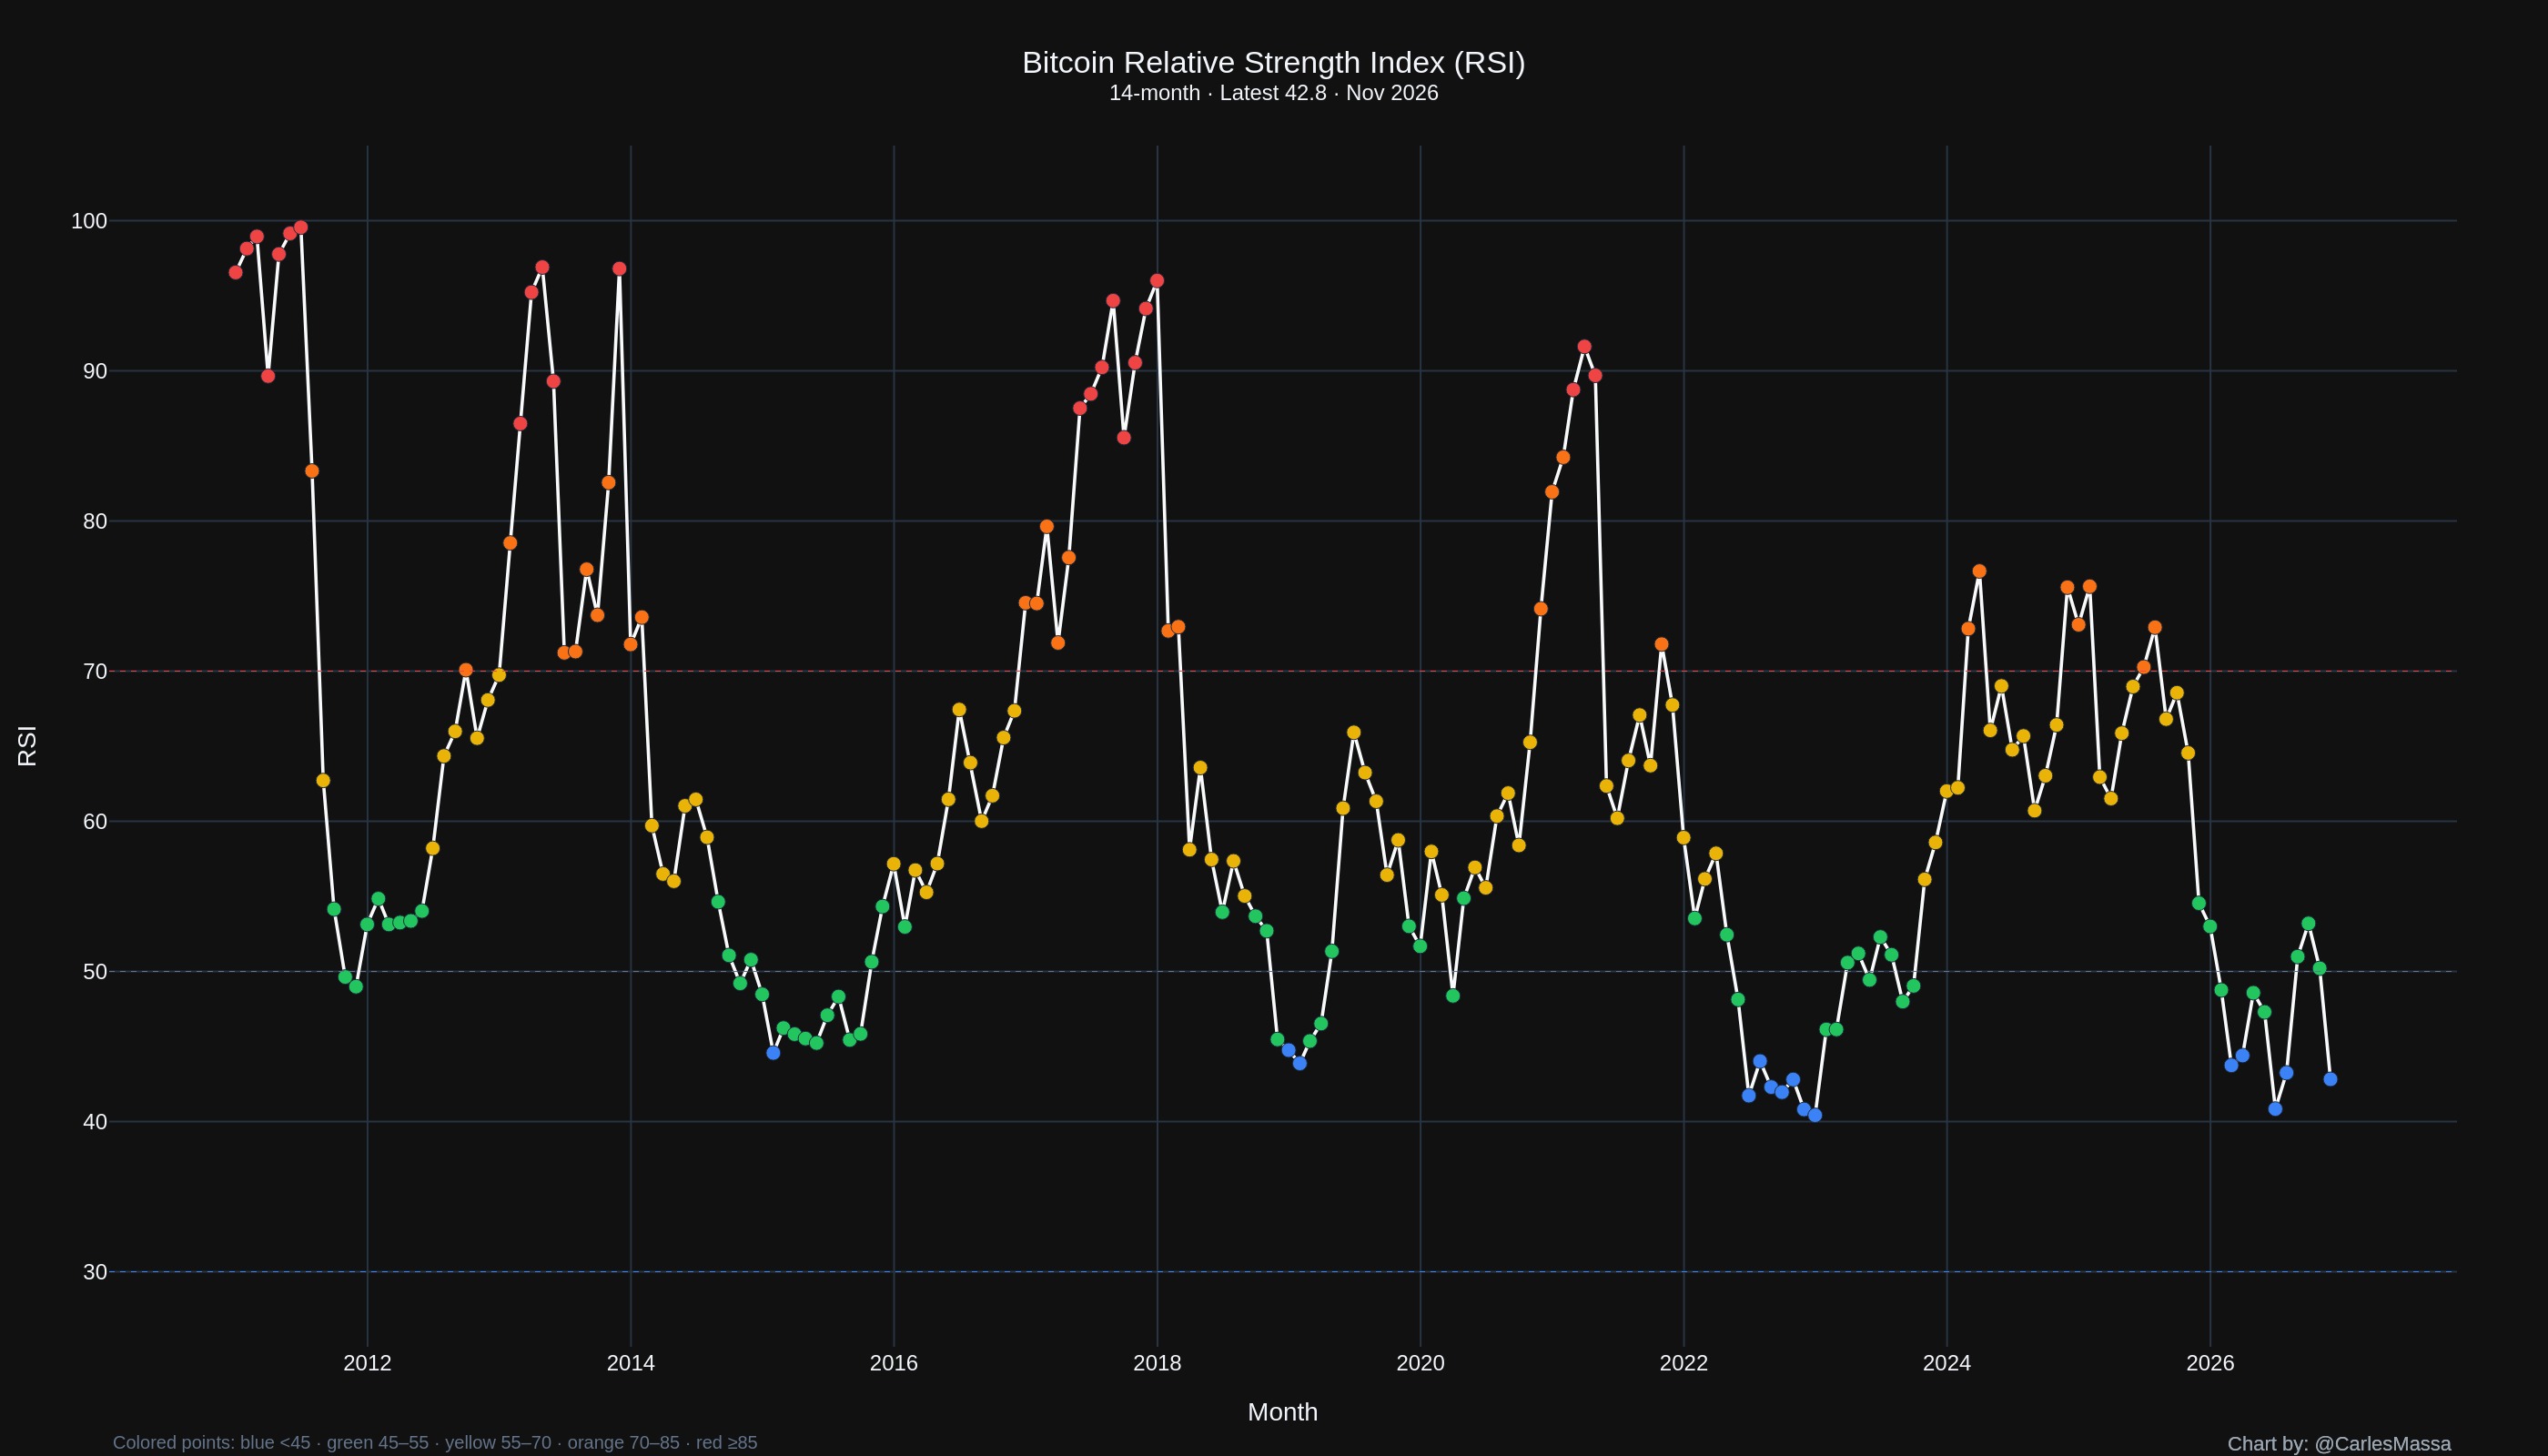 Bitcoin Relative Strength Index (RSI)
14-month · Latest 42.8 · Nov 2026
100
90
80
70
60
50
40
30
RSI
2012
2014
2016
2018
2020
2022
2024
2026
Month
Colored points: blue <45 · green 45–55 · yellow 55–70 · orange 70–85 · red ≥85
Chart by: @CarlesMassa